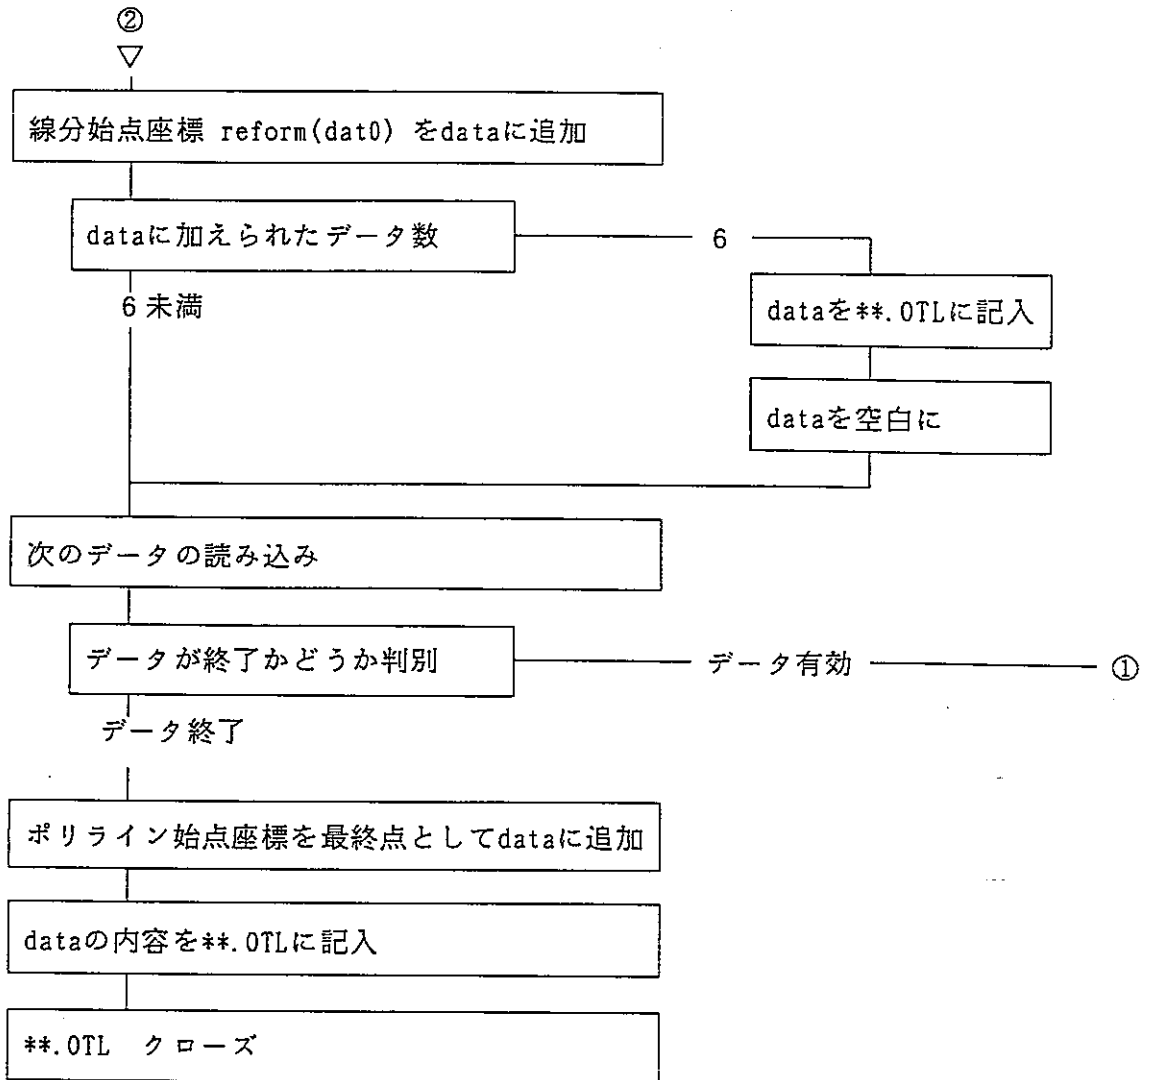 ②
線分始点座標 reform(dat0) をdataに追加
dataに加えられたデータ数
6
6 未満
dataを**.OTLに記入
dataを空白に
次のデータの読み込み
データが終了かどうか判別
データ有効
①
データ終了
ポリライン始点座標を最終点としてdataに追加
dataの内容を**.OTLに記入
**.OTL クローズ